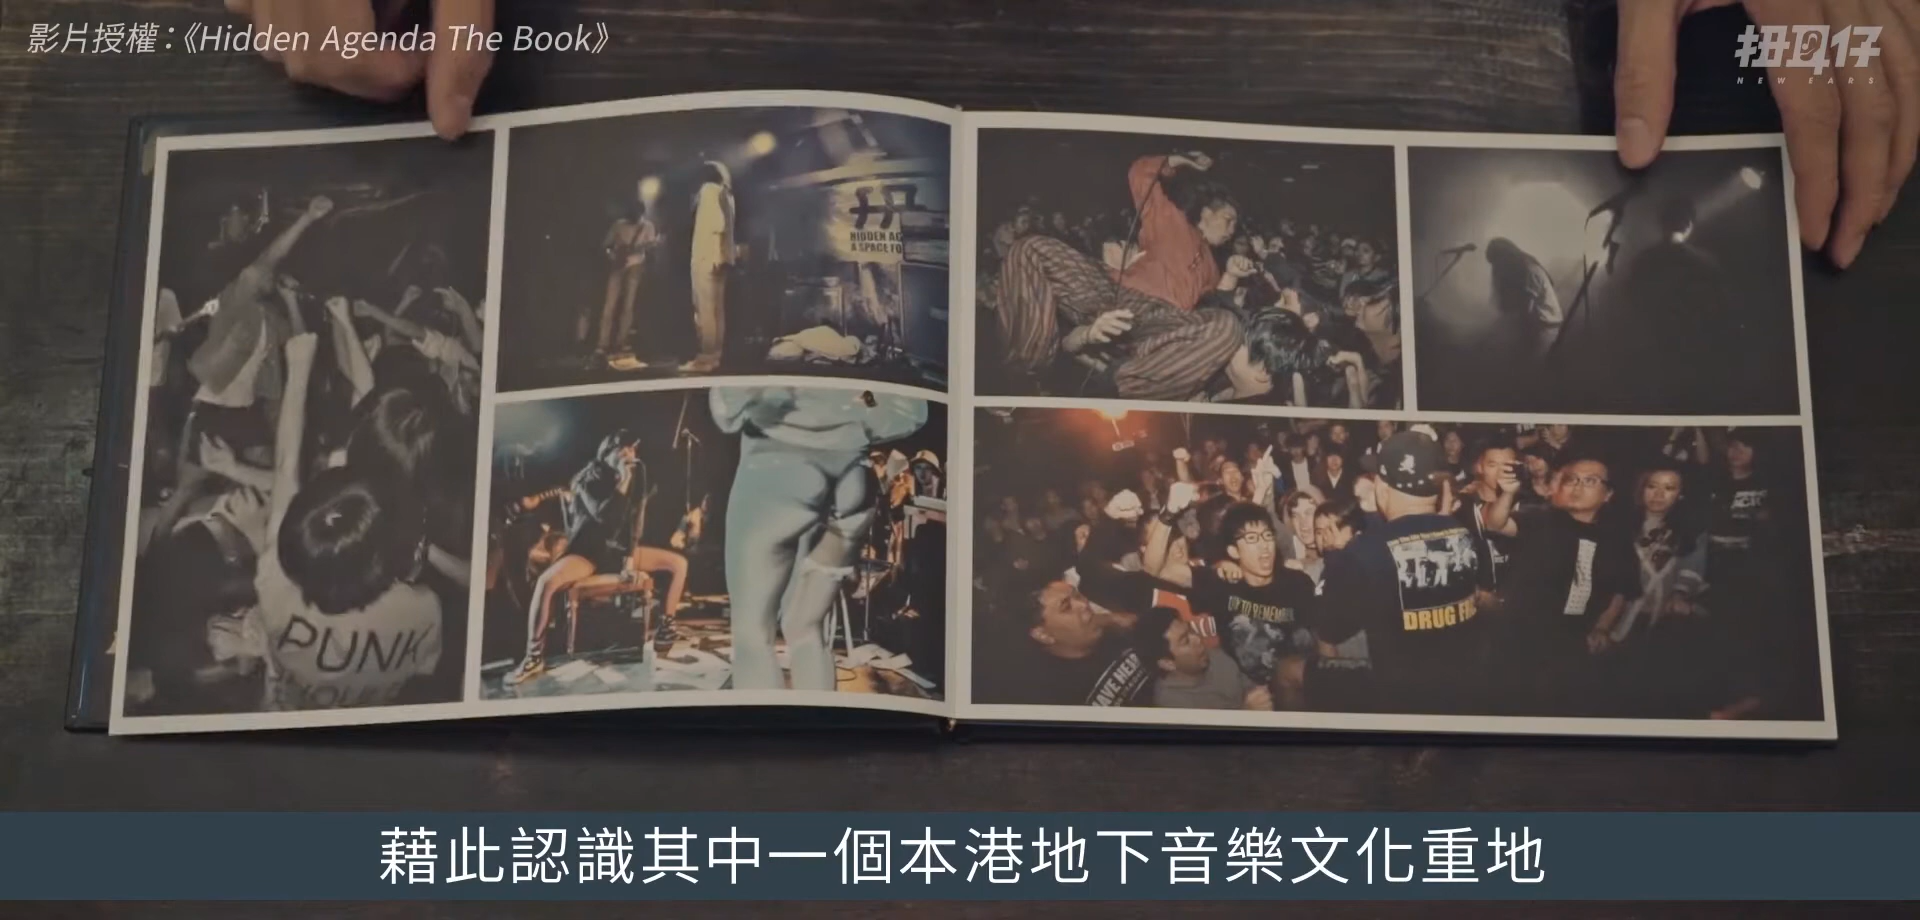 影片授權：《Hidden Agenda The Book》
扭耳仔
NEW EARS
HIDDEN AG
A SPACE FO
PUNK
DRUG
藉此認識其中一個本港地下音樂文化重地